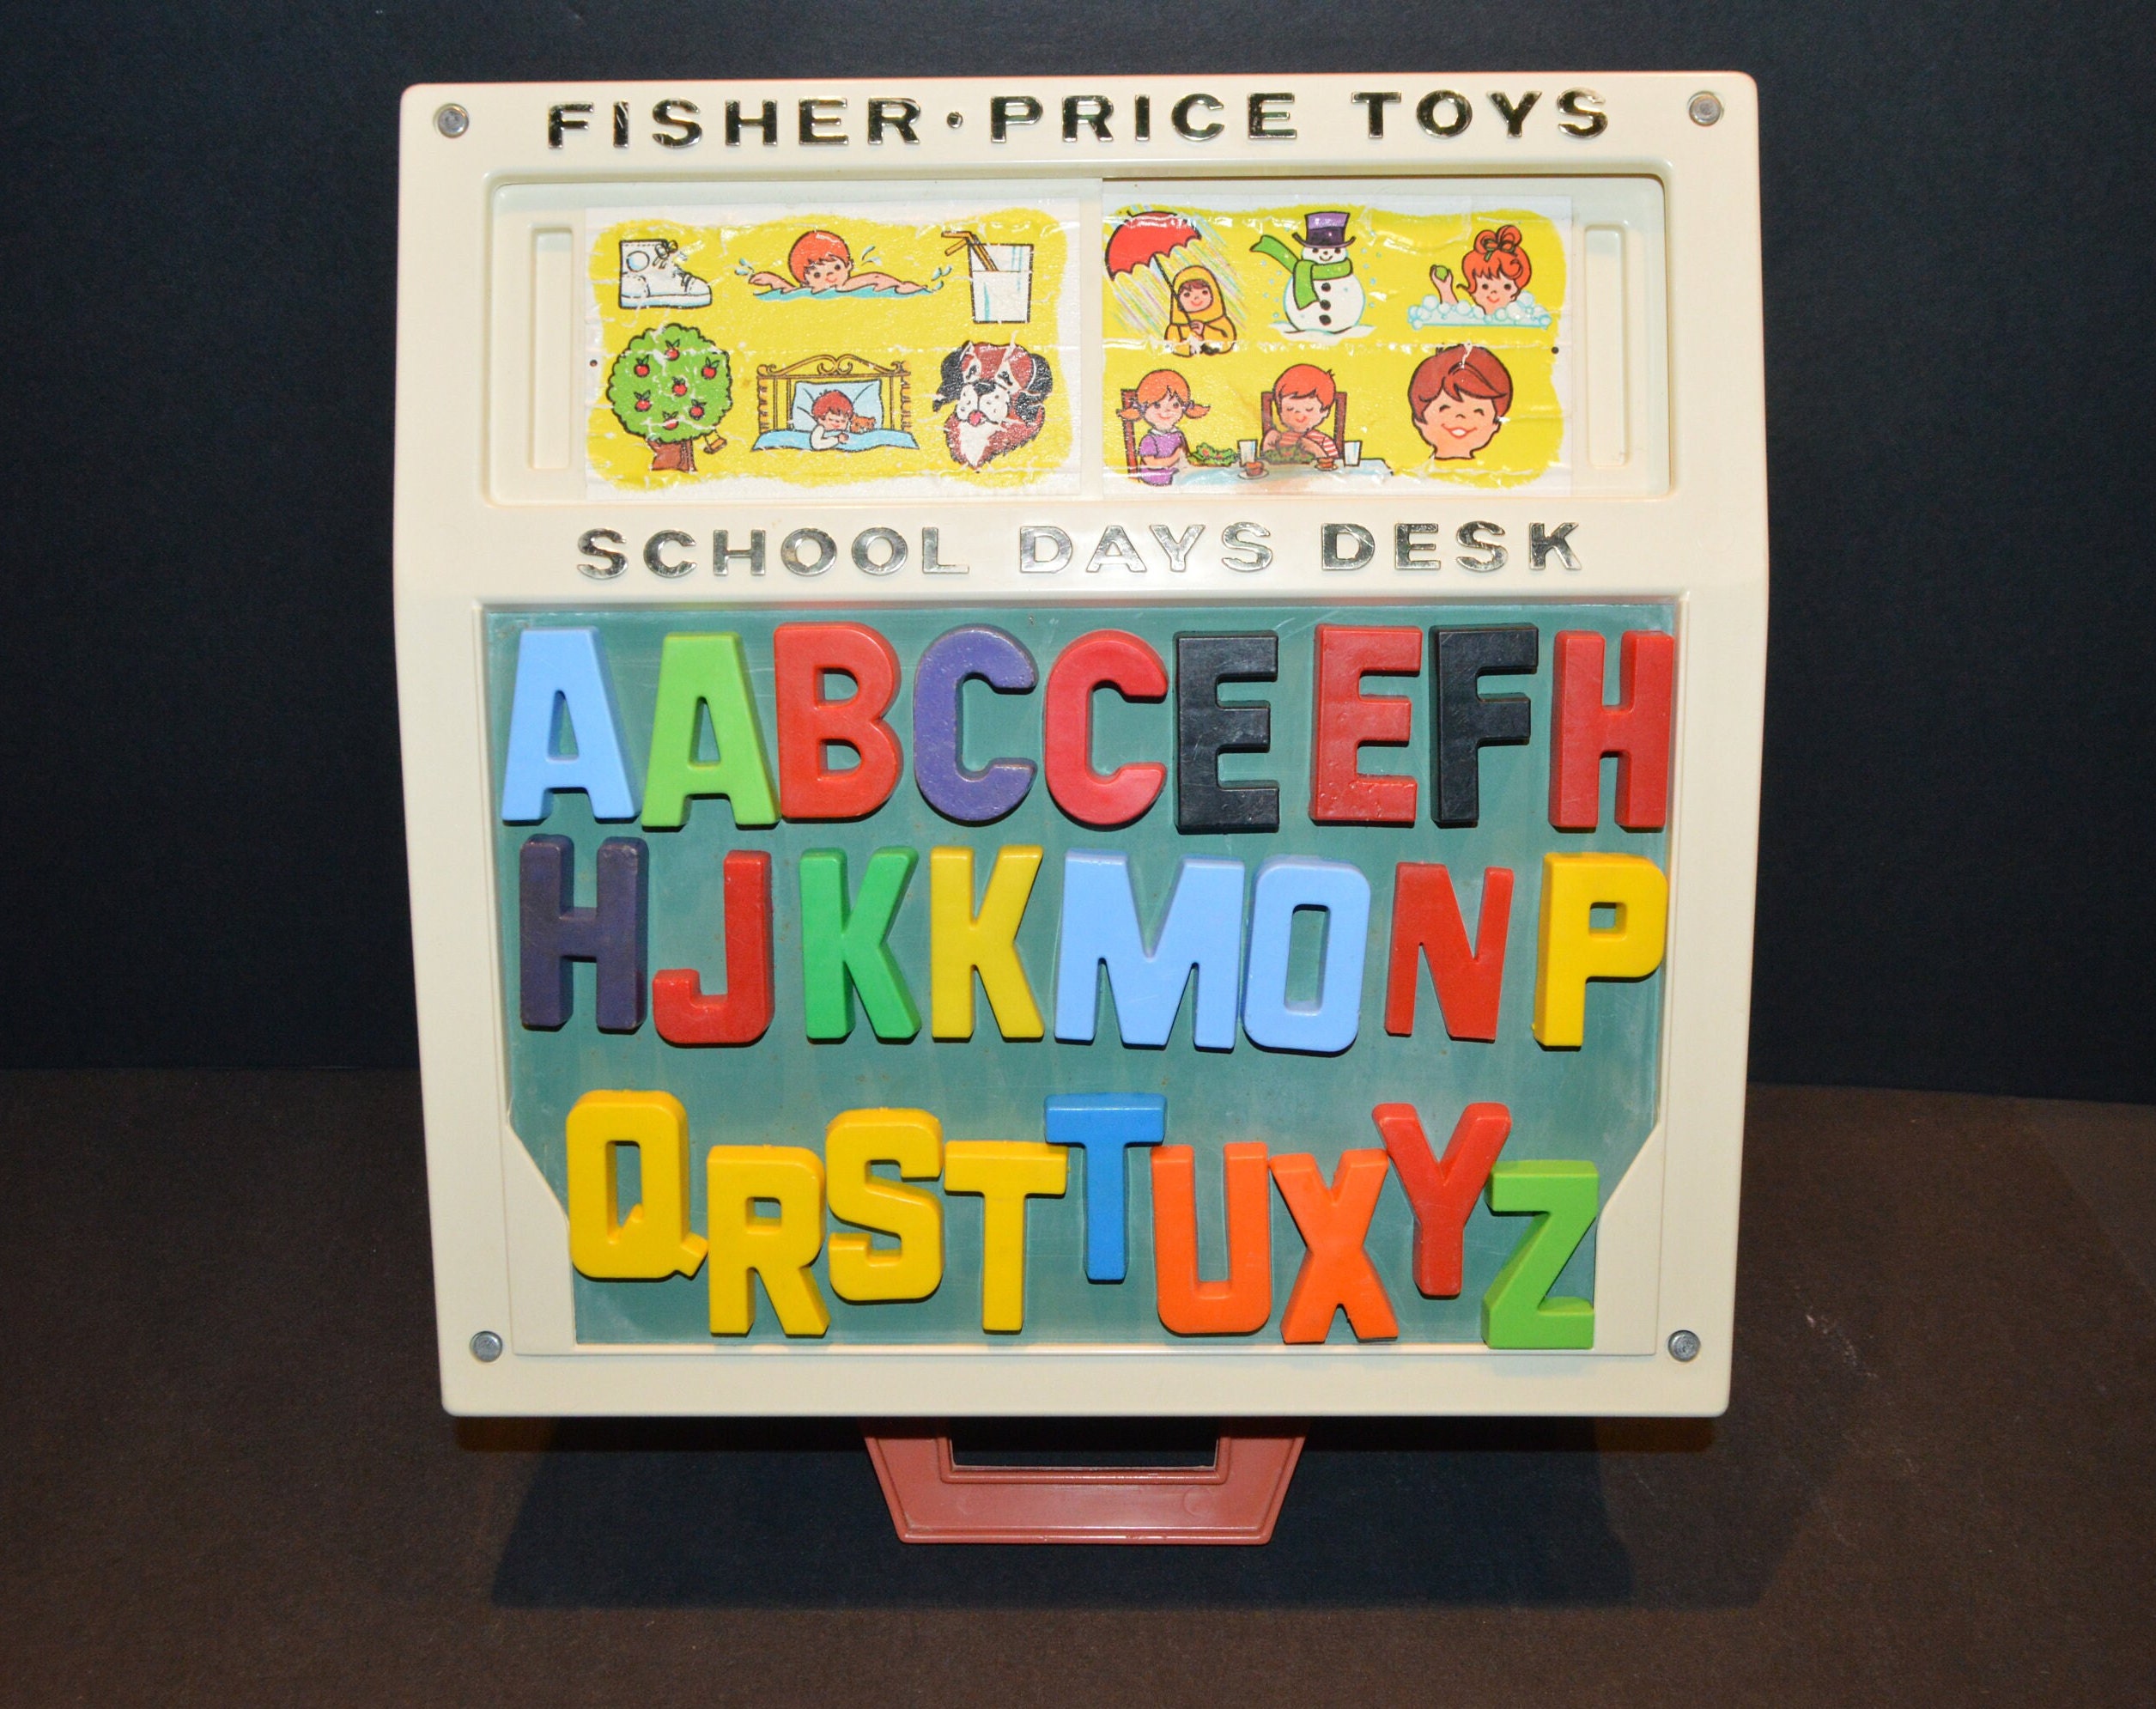 FISHER·PRICE TOYS
SCHOOL DAYS DESK
AABCCEEFH
HJKKMONP
QRSTTUXYZ